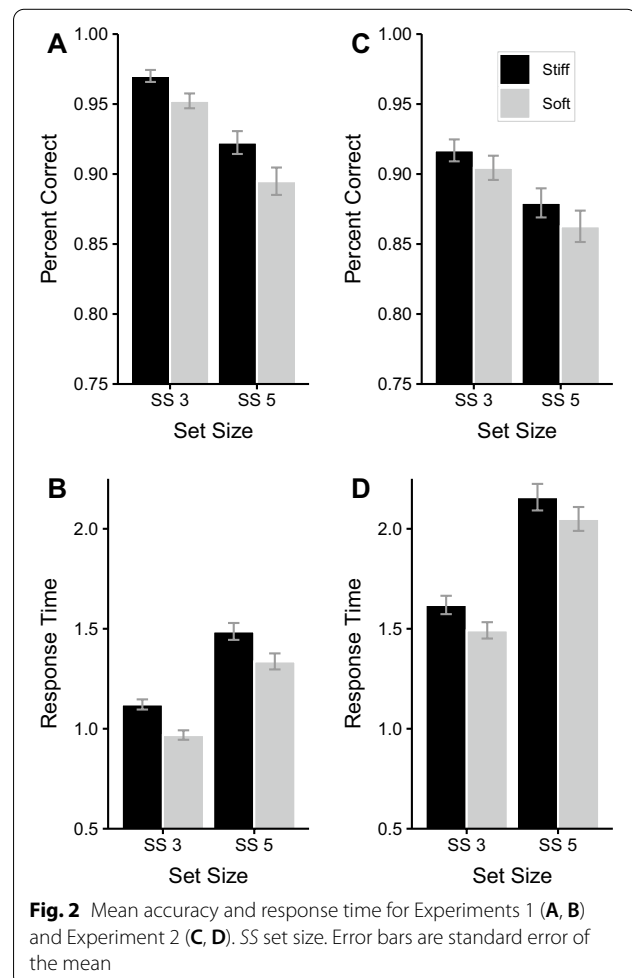 A
1.00
0.95
0.90
0.85
0.80
0.75
Percent Correct
SS 3 SS 5
Set Size
C
1.00
0.95
0.90
0.85
0.80
0.75
Percent Correct
Stiff
Soft
SS 3 SS 5
Set Size
B
2.0
1.5
1.0
0.5
Response Time
SS 3 SS 5
Set Size
D
2.0
1.5
1.0
0.5
Response Time
SS 3 SS 5
Set Size
Fig. 2 Mean accuracy and response time for Experiments 1 (A, B)
and Experiment 2 (C, D). SS set size. Error bars are standard error of
the mean